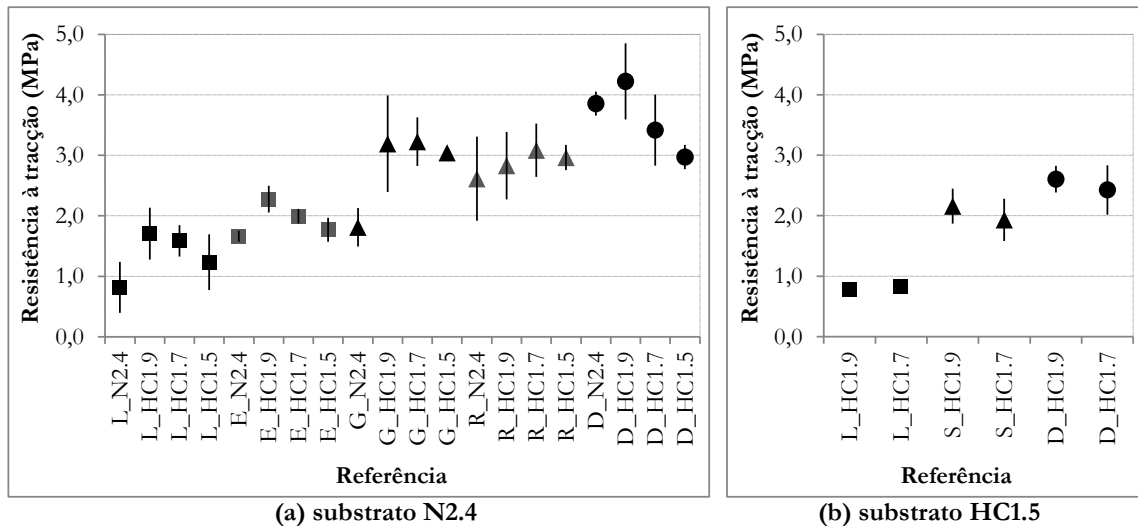 Resistência à tracção (MPa)
5,0
4,0
3,0
2,0
1,0
0,0
L_N2.4
L_HC1.9
L_HC1.7
L_HC1.5
E_N2.4
E_HC1.9
E_HC1.7
E_HC1.5
G_N2.4
G_HC1.9
G_HC1.7
G_HC1.5
R_N2.4
R_HC1.9
R_HC1.7
R_HC1.5
D_N2.4
D_HC1.9
D_HC1.7
D_HC1.5
Referência
(a) substrato N2.4
Resistência à tracção (MPa)
5,0
4,0
3,0
2,0
1,0
0,0
L_HC1.9
L_HC1.7
S_HC1.9
S_HC1.7
D_HC1.9
D_HC1.7
Referência
(b) substrato HC1.5